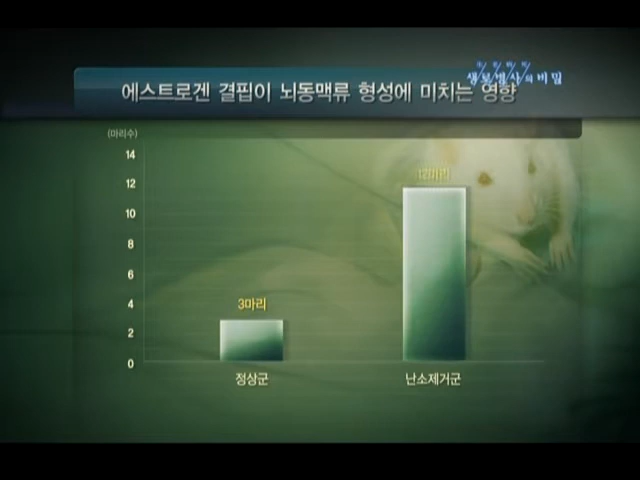 생로병사의비밀
에스트로겐 결핍이 뇌동맥류 형성에 미치는 영향
(마리수)
14
12
10
8
6
4
2
0
3마리
12마리
정상군
난소제거군